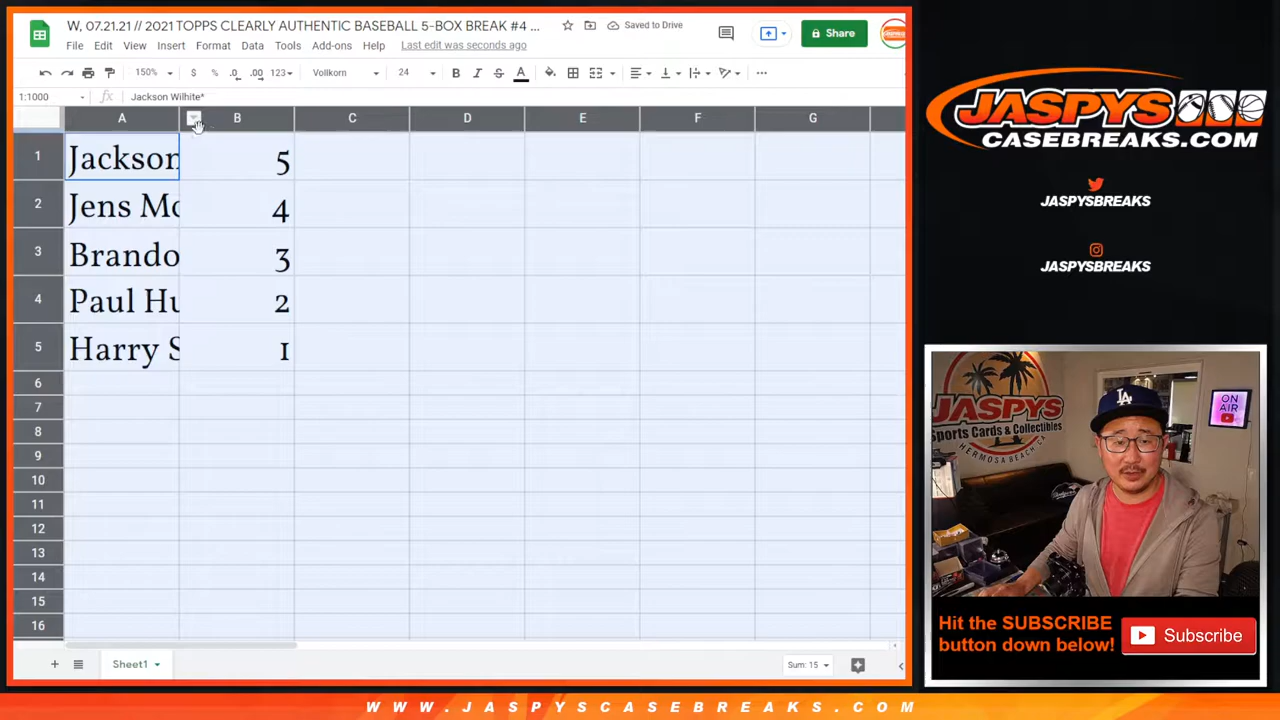 W, 07.21.21 // 2021 TOPPS CLEARLY AUTHENTIC BASEBALL 5-BOX BREAK #4 ...
Saved to Drive
File Edit View Insert Format Data Tools Add-ons Help Last edit was seconds ago
Share
150% $ % .0 .00 123 Vollkorn 24 B I S A
1:1000 fx Jackson Wilhite*
A B C D E F G
1 Jackson 5
2 Jens Mc 4
3 Brando 3
4 Paul Hu 2
5 Harry S 1
6
7
8
9
10
11
12
13
14
15
16
Sheet1
Sum: 15
JASPYS
CASEBREAKS.COM
JASPYSBREAKS
JASPYSBREAKS
JASPYS
Sports Cards & Collectibles
HERMOSA BEACH CA
LA
ON
AIR
Hit the SUBSCRIBE
button down below!
Subscribe
WWW.JASPYSCASEBREAKS.COM